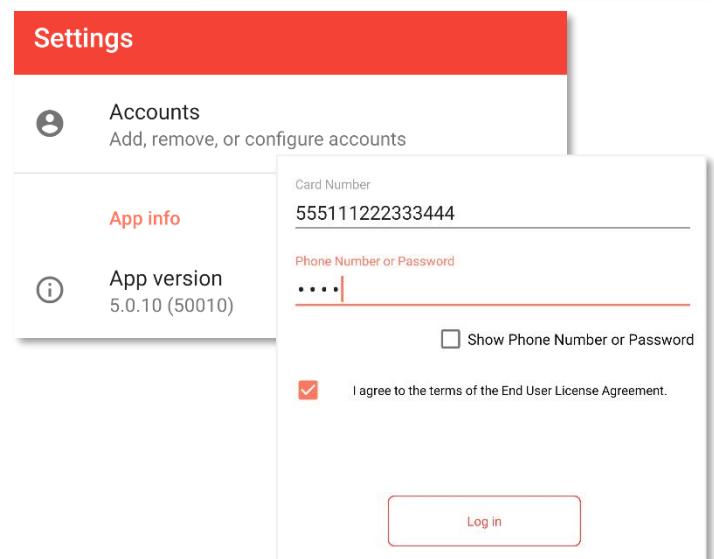 Settings
Accounts
Add, remove, or configure accounts
App info
App version
5.0.10 (50010)
Card Number
555111222333444
Phone Number or Password
••••
Show Phone Number or Password
I agree to the terms of the End User License Agreement.
Log in